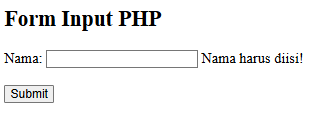 Form Input PHP
Nama: Nama harus diisi!
Submit